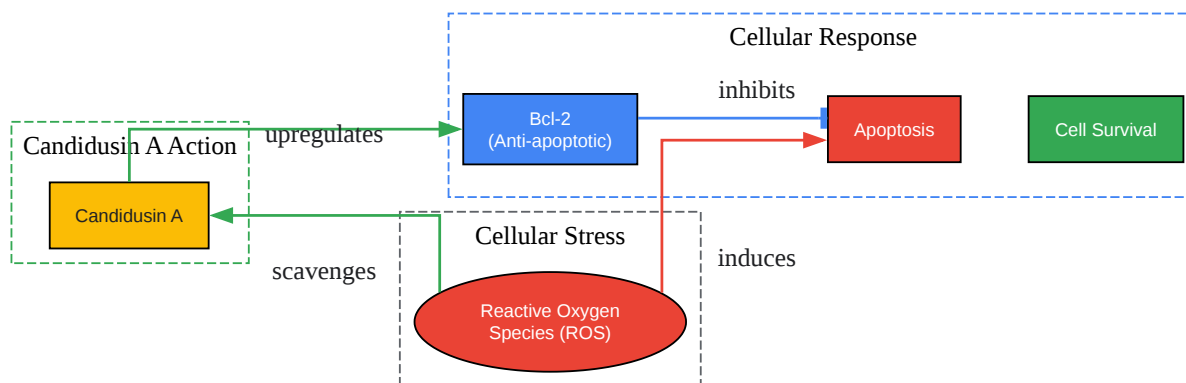 Cellular Response
inhibits
Bcl-2
(Anti-apoptotic)
Apoptosis
Cell Survival
upregulates
Candidusin A Action
Candidusin A
Cellular Stress
induces
scavenges
Reactive Oxygen
Species (ROS)